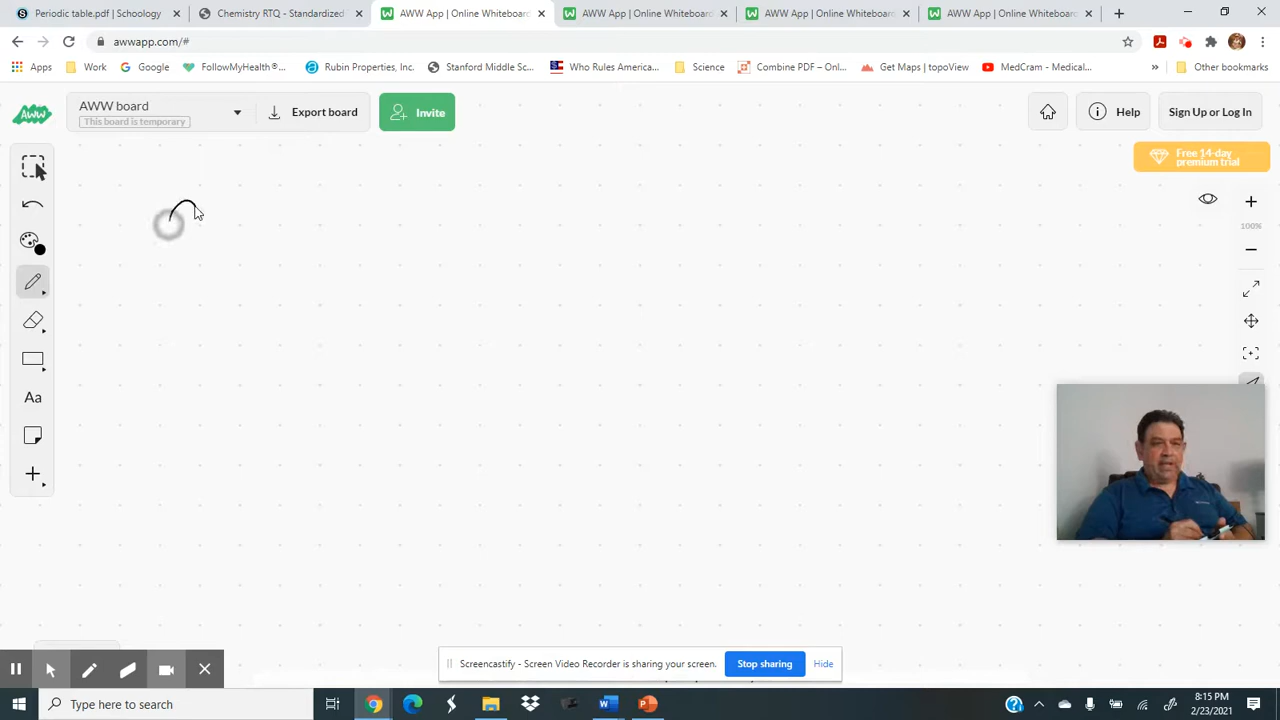 Periodic table.pdf | Schoology
Chemistry RTQ - Standardized
AWW App | Online Whiteboard
AWW App | Online Whiteboard
AWW App | Online Whiteboard
AWW App | Online Whiteboard
awwapp.com/#
Apps
Work
Google
FollowMyHealth®...
Rubin Properties, Inc.
Stanford Middle Sc...
Who Rules America...
Science
Combine PDF – Onl...
Get Maps | topoView
MedCram - Medical...
»
Other bookmarks
AWW
AWW board
This board is temporary
Export board
Invite
Help
Sign Up or Log In
Free 14-day
premium trial
100%
Aa
Screencastify - Screen Video Recorder is sharing your screen.
Stop sharing
Hide
Type here to search
8:15 PM
2/23/2021